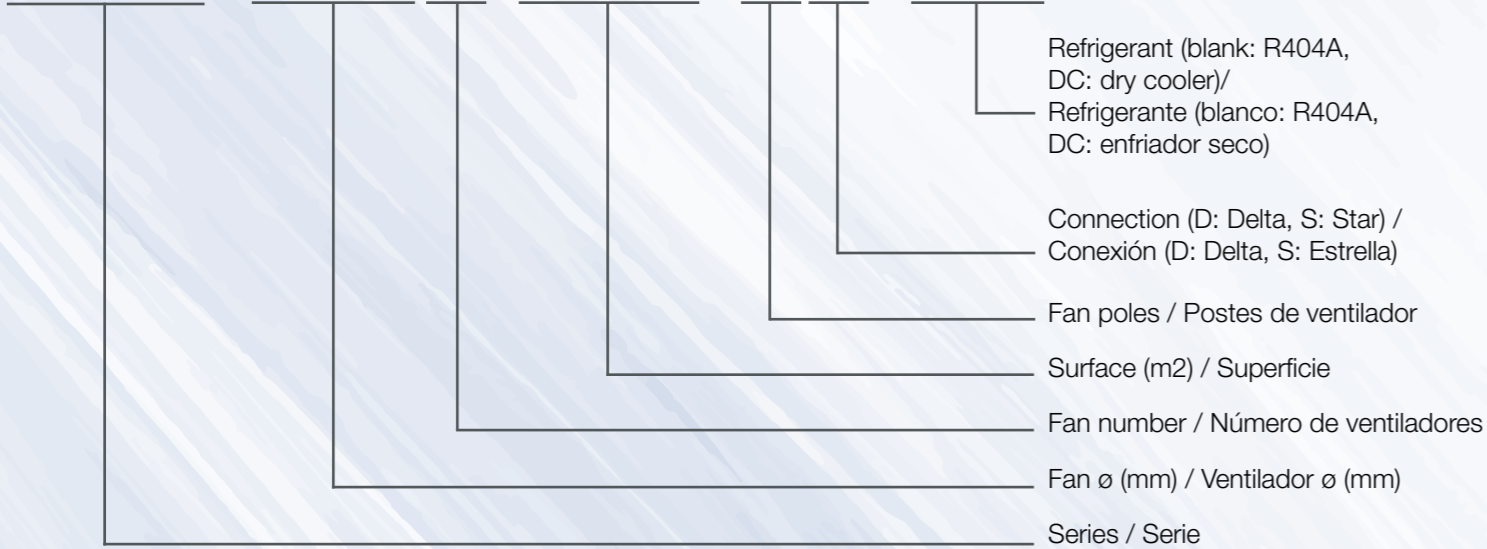 Refrigerant (blank: R404A,
DC: dry cooler)/
Refrigerante (blanco: R404A,
DC: enfriador seco)
Connection (D: Delta, S: Star) /
Conexión (D: Delta, S: Estrella)
Fan poles / Postes de ventilador
Surface (m2) / Superficie
Fan number / Número de ventiladores
Fan ø (mm) / Ventilador ø (mm)
Series / Serie